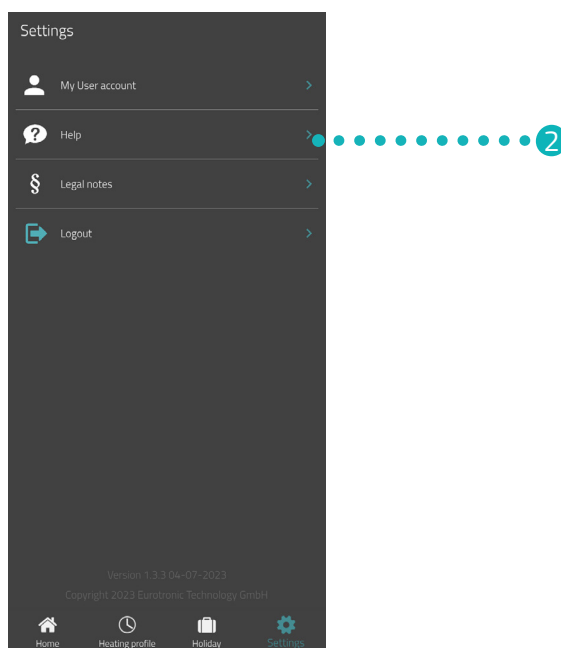 Settings
My User account
Help
2
§ Legal notes
Logout
Version 1.3.3 04-07-2023
Copyright 2023 Eurotronic Technology GmbH
Home Heating profile Holiday Settings